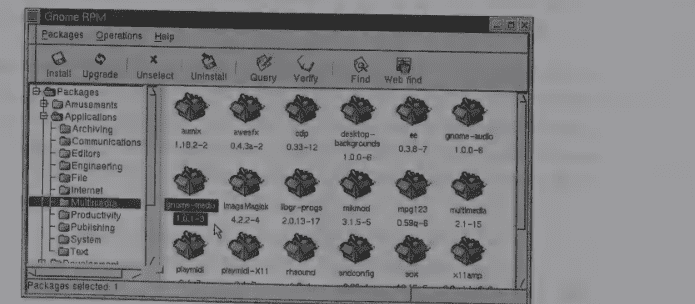 Gnome RPM
Packages Operations Help
Install Upgrade Unselect Uninstall Query Verify Find Web find
Packages
Amusements
Applications
Archiving
Communications
Editors
Engineering
File
Internet
Multimedia
Productivity
Publishing
System
Text
aumix awesfx cdp desktop-backgrounds ee gnome-audio
1.18.2-2 0.4.3a-2 0.33-12 1.0.0-6 0.3.8-7 1.0.0-6
gnome-media ImageMagick libgr-progs mikmod mpg123 multimedia
1.0.1-3 4.2.2-4 2.0.13-17 3.1.5-5 0.59q-6 2.1-15
playmidi playmidi-X11 rhsound sndconfig sox x11amp
Packages selected: 1